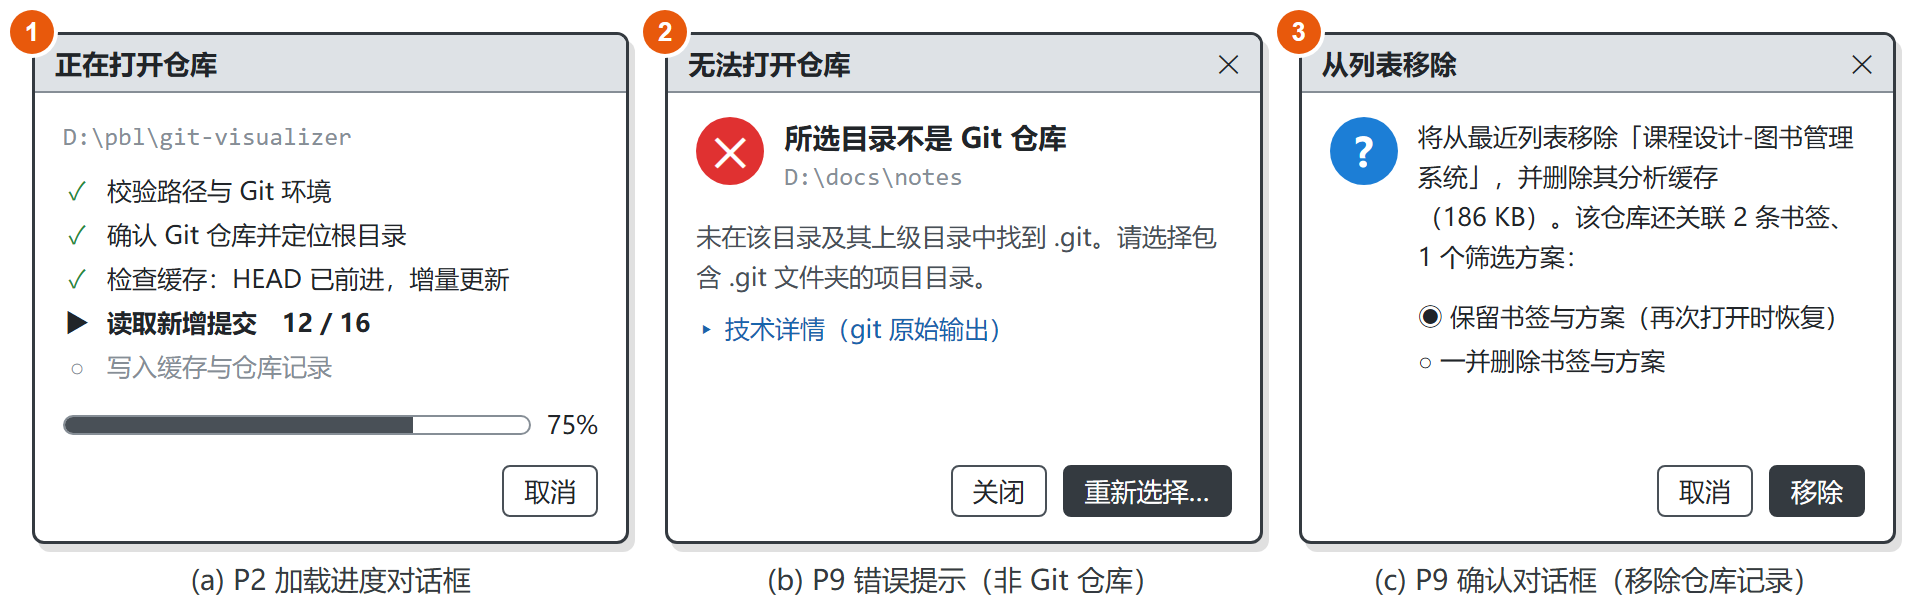 1
正在打开仓库
D:\pbl\git-visualizer
✓ 校验路径与 Git 环境
✓ 确认 Git 仓库并定位根目录
✓ 检查缓存：HEAD 已前进，增量更新
▶ 读取新增提交 12 / 16
○ 写入缓存与仓库记录
75%
取消
(a) P2 加载进度对话框
2
无法打开仓库
所选目录不是 Git 仓库
D:\docs\notes
未在该目录及其上级目录中找到 .git。请选择包
含 .git 文件夹的项目目录。
▸ 技术详情（git 原始输出）
关闭 重新选择...
(b) P9 错误提示（非 Git 仓库）
3
从列表移除
?
将从最近列表移除「课程设计-图书管理
系统」，并删除其分析缓存
（186 KB）。该仓库还关联 2 条书签、
1 个筛选方案：
◉ 保留书签与方案（再次打开时恢复）
○ 一并删除书签与方案
取消 移除
(c) P9 确认对话框（移除仓库记录）